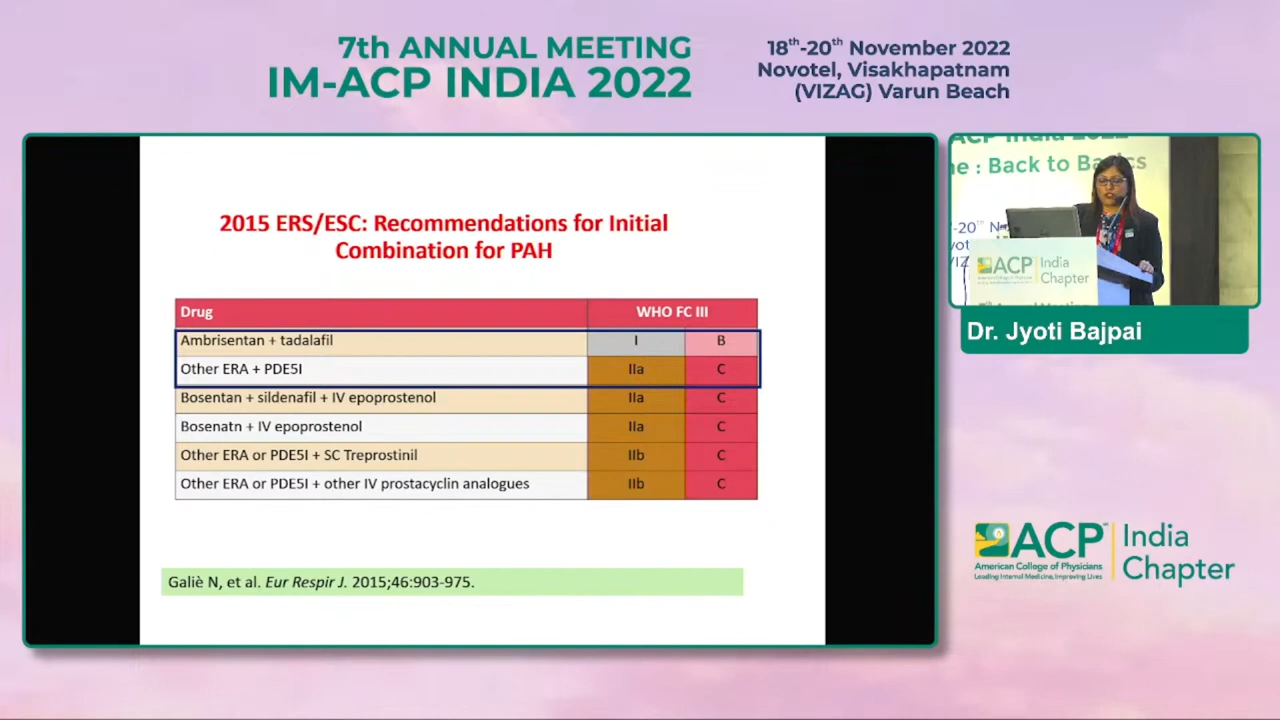 7th ANNUAL MEETING
IM-ACP INDIA 2022
18th-20th November 2022
Novotel, Visakhapatnam
(VIZAG) Varun Beach
2015 ERS/ESC: Recommendations for Initial
Combination for PAH
Drug WHO FC III
Ambrisentan + tadalafil I B
Other ERA + PDE5I IIa C
Bosentan + sildenafil + IV epoprostenol IIa C
Bosenatn + IV epoprostenol IIa C
Other ERA or PDE5I + SC Treprostinil IIb C
Other ERA or PDE5I + other IV prostacyclin analogues IIb C
Galiè N, et al. Eur Respir J. 2015;46:903-975.
ACP India 2022
: Back to Basics
-20th
ACP India
Chapter
Dr. Jyoti Bajpai
ACP India
Chapter
American College of Physicians
Leading Internal Medicine, Improving Lives